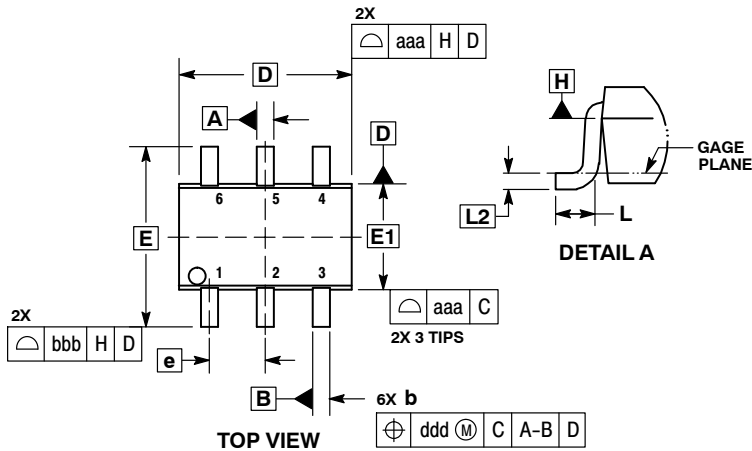 2X
⌓ aaa H D
D
A
D
H
GAGE
PLANE
6 5 4
L2
L
E
E1
DETAIL A
1 2 3
⌓ aaa C
2X 3 TIPS
2X
⌓ bbb H D
e
B
6X b
⌖ ddd Ⓜ C A-B D
TOP VIEW